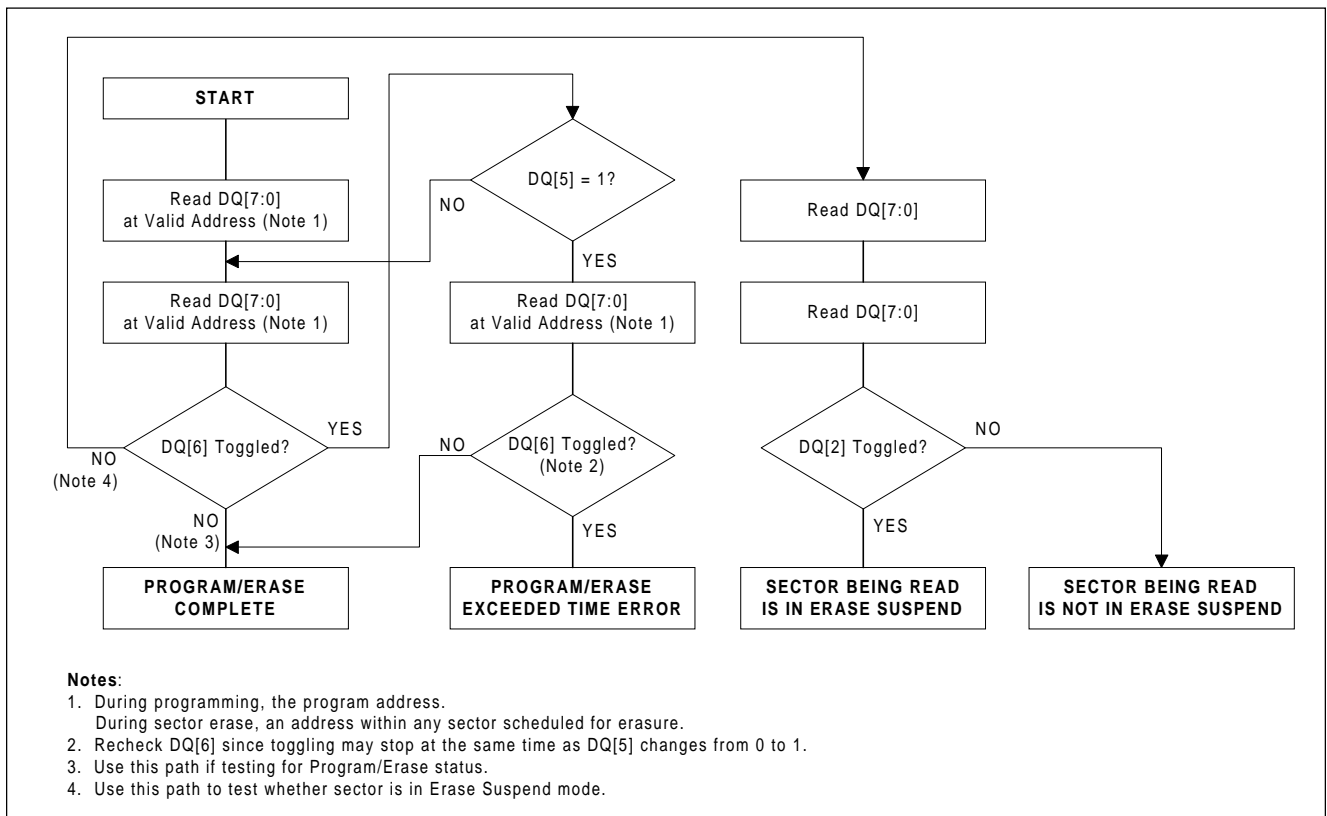 START
Read DQ[7:0]
at Valid Address (Note 1)
Read DQ[7:0]
at Valid Address (Note 1)
DQ[6] Toggled?
YES
NO
(Note 4)
NO
(Note 3)
PROGRAM/ERASE
COMPLETE
DQ[5] = 1?
NO
YES
Read DQ[7:0]
at Valid Address (Note 1)
DQ[6] Toggled?
(Note 2)
NO
YES
PROGRAM/ERASE
EXCEEDED TIME ERROR
Read DQ[7:0]
Read DQ[7:0]
DQ[2] Toggled?
NO
YES
SECTOR BEING READ
IS IN ERASE SUSPEND
SECTOR BEING READ
IS NOT IN ERASE SUSPEND
Notes:
1. During programming, the program address.
During sector erase, an address within any sector scheduled for erasure.
2. Recheck DQ[6] since toggling may stop at the same time as DQ[5] changes from 0 to 1.
3. Use this path if testing for Program/Erase status.
4. Use this path to test whether sector is in Erase Suspend mode.